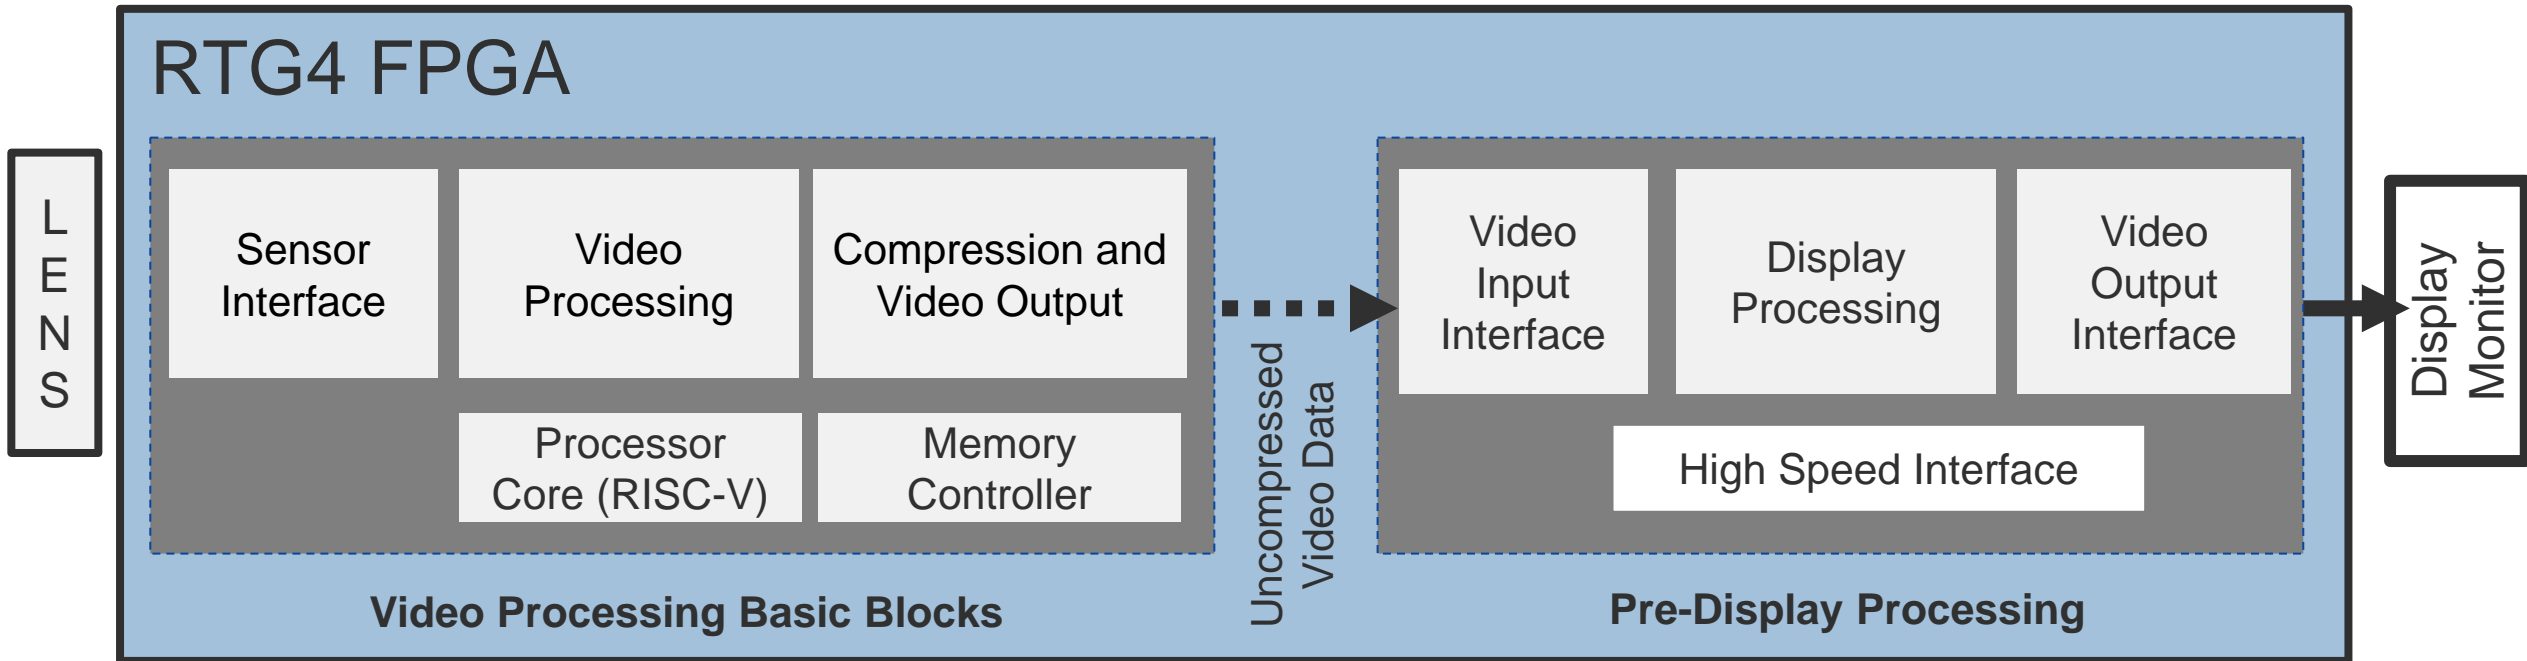 RTG4 FPGA
LENS
Sensor
Interface
Video
Processing
Compression and
Video Output
Processor
Core (RISC-V)
Memory
Controller
Video Processing Basic Blocks
Uncompressed
Video Data
Video
Input
Interface
Display
Processing
Video
Output
Interface
High Speed Interface
Pre-Display Processing
Display
Monitor